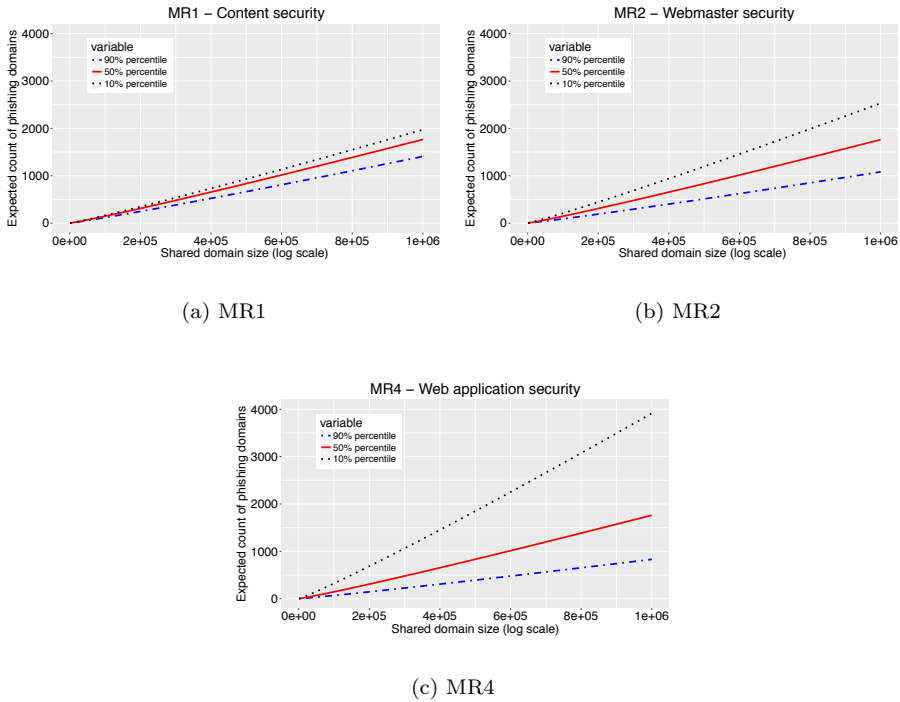 MR1 – Content security
Expected count of phishing domains
4000
3000
2000
1000
0
variable
90% percentile
50% percentile
10% percentile
0e+00 2e+05 4e+05 6e+05 8e+05 1e+06
Shared domain size (log scale)
(a) MR1
MR2 – Webmaster security
Expected count of phishing domains
4000
3000
2000
1000
0
variable
90% percentile
50% percentile
10% percentile
0e+00 2e+05 4e+05 6e+05 8e+05 1e+06
Shared domain size (log scale)
(b) MR2
MR4 – Web application security
Expected count of phishing domains
4000
3000
2000
1000
0
variable
90% percentile
50% percentile
10% percentile
0e+00 2e+05 4e+05 6e+05 8e+05 1e+06
Shared domain size (log scale)
(c) MR4